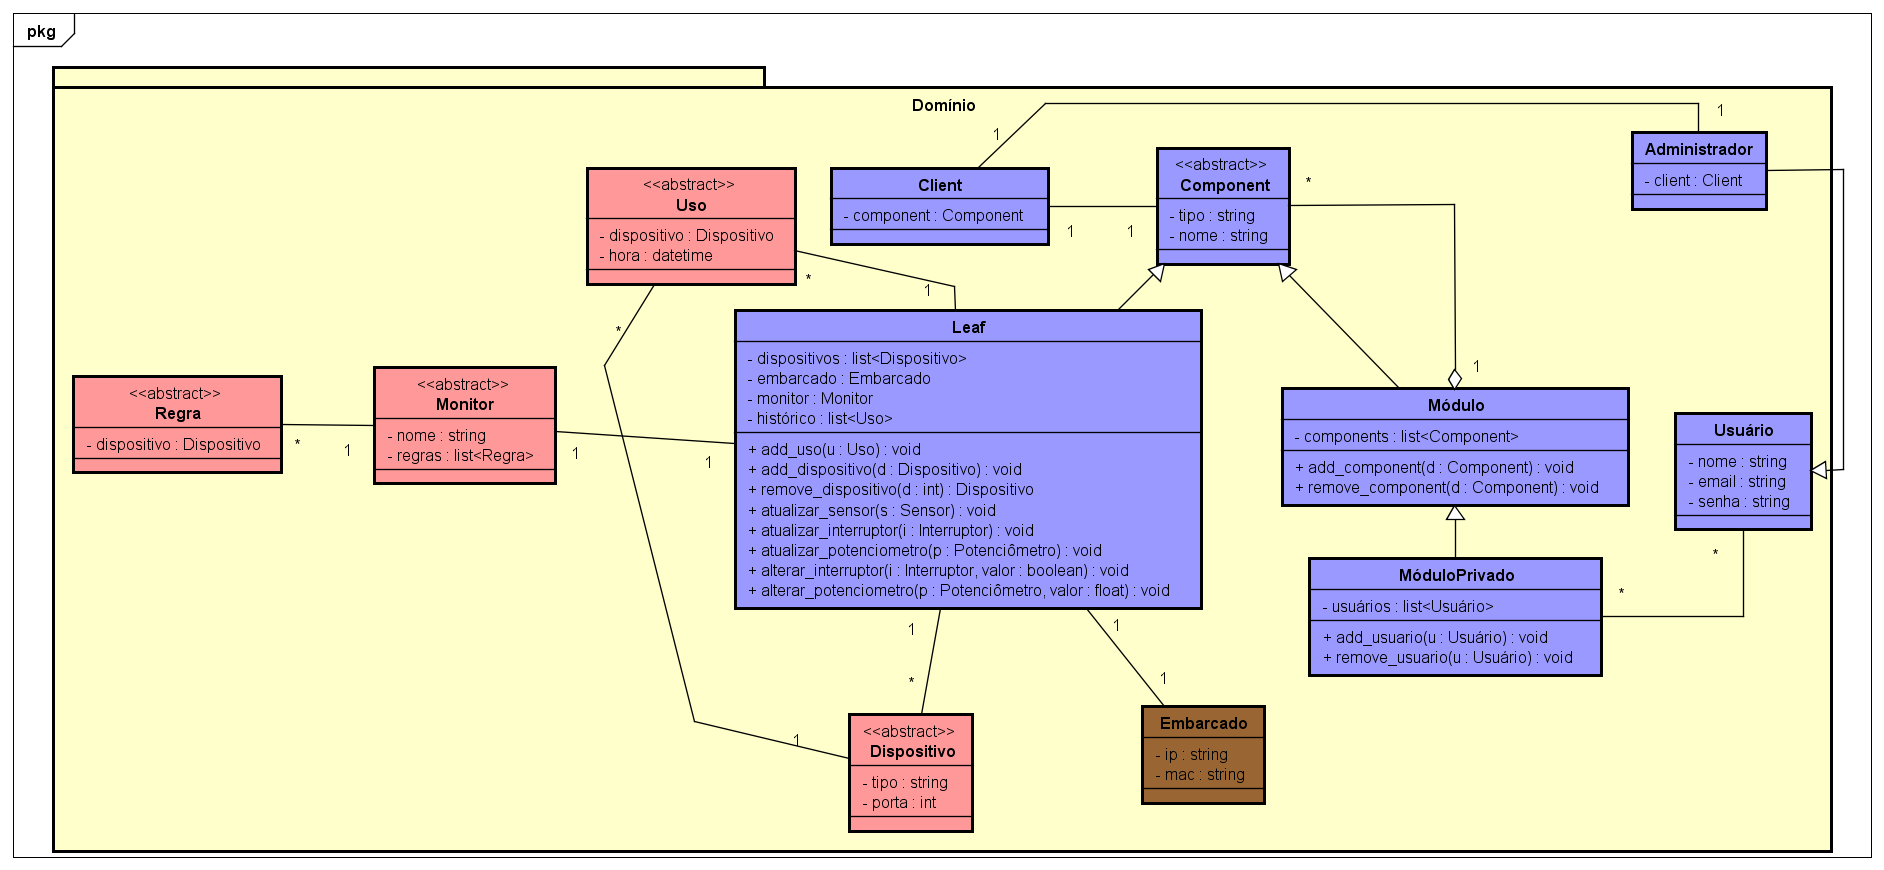 pkg
Domínio
1
1
<<abstract>>
Uso
- dispositivo : Dispositivo
- hora : datetime
*
1
*
1
Client
- component : Component
1
1
<<abstract>>
Component
- tipo : string
- nome : string
*
1
Administrador
- client : Client
<<abstract>>
Regra
- dispositivo : Dispositivo
*
1
<<abstract>>
Monitor
- nome : string
- regras : list<Regra>
1
1
Leaf
- dispositivos : list<Dispositivo>
- embarcado : Embarcado
- monitor : Monitor
- histórico : list<Uso>
+ add_uso(u : Uso) : void
+ add_dispositivo(d : Dispositivo) : void
+ remove_dispositivo(d : int) : Dispositivo
+ atualizar_sensor(s : Sensor) : void
+ atualizar_interruptor(i : Interruptor) : void
+ atualizar_potenciometro(p : Potenciômetro) : void
+ alterar_interruptor(i : Interruptor, valor : boolean) : void
+ alterar_potenciometro(p : Potenciômetro, valor : float) : void
Módulo
- components : list<Component>
+ add_component(d : Component) : void
+ remove_component(d : Component) : void
Usuário
- nome : string
- email : string
- senha : string
*
*
MóduloPrivado
- usuários : list<Usuário>
+ add_usuario(u : Usuário) : void
+ remove_usuario(u : Usuário) : void
1
*
1
1
<<abstract>>
Dispositivo
- tipo : string
- porta : int
Embarcado
- ip : string
- mac : string